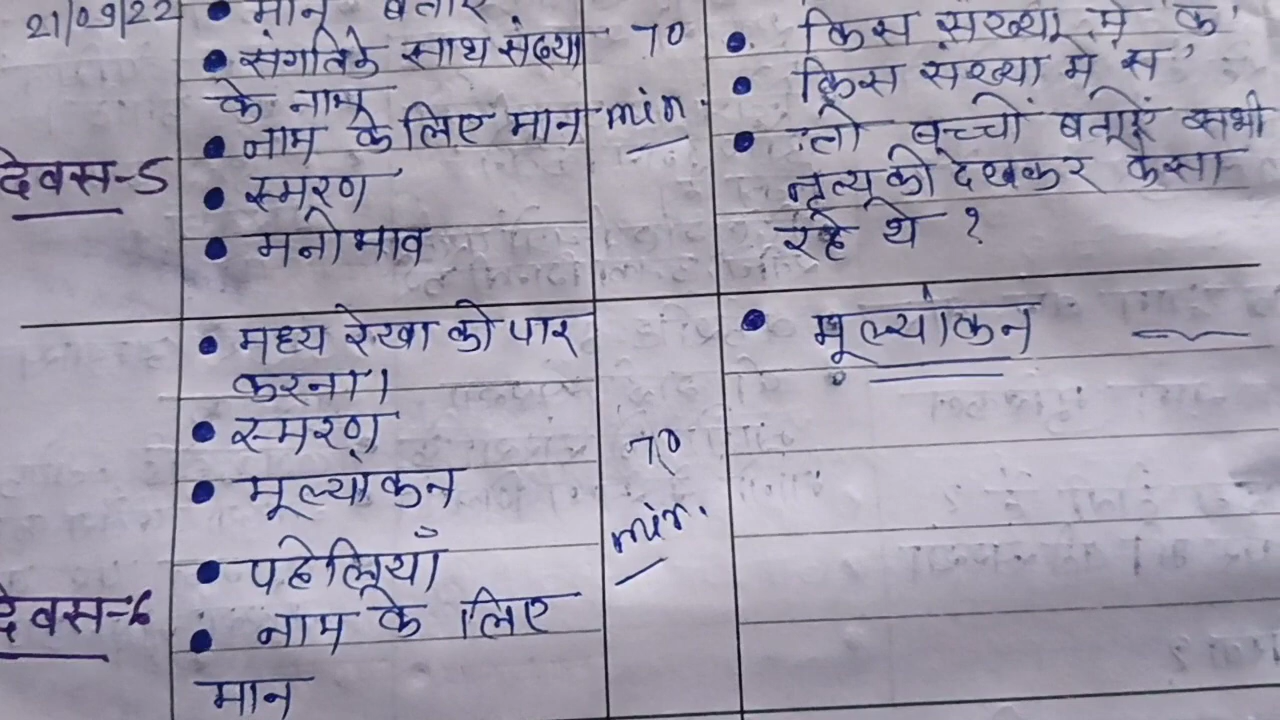 21/09/22
• मान बताएं
• संगति के साथ संख्या
के नाम
• नाम के लिए मान
दिवस-5
• स्मरण
• मनोभाव
70
min.
• किस संख्या में 'क'
• किस संख्या में स'
• तो बच्चों बताएं सभी
नृत्य को देखकर कैसा
रहे थे ?
• मध्य रेखा को पार
करना।
• स्मरण
• मूल्यांकन
• पहेलियाँ
दिवस-6
• नाम के लिए
मान
70
min.
• मूल्यांकन